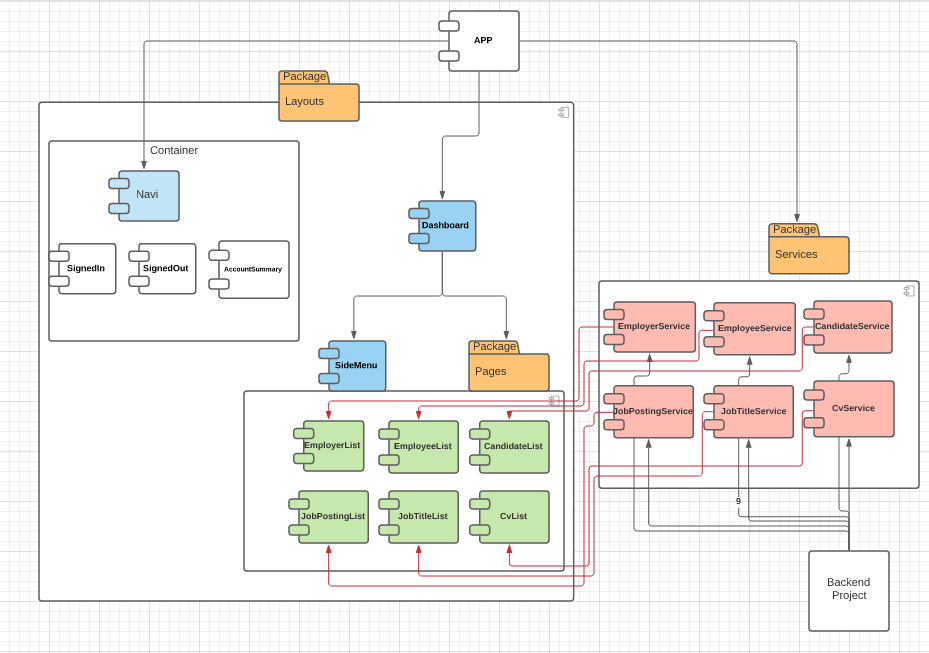 APP
Package
Layouts
Container
Navi
SignedIn
SignedOut
AccountSummary
Dashboard
Package
Services
EmployerService
EmployeeService
CandidateService
SideMenu
Package
Pages
JobPostingService
JobTitleService
CvService
EmployerList
EmployeeList
CandidateList
JobPostingList
JobTitleList
CvList
9
Backend
Project